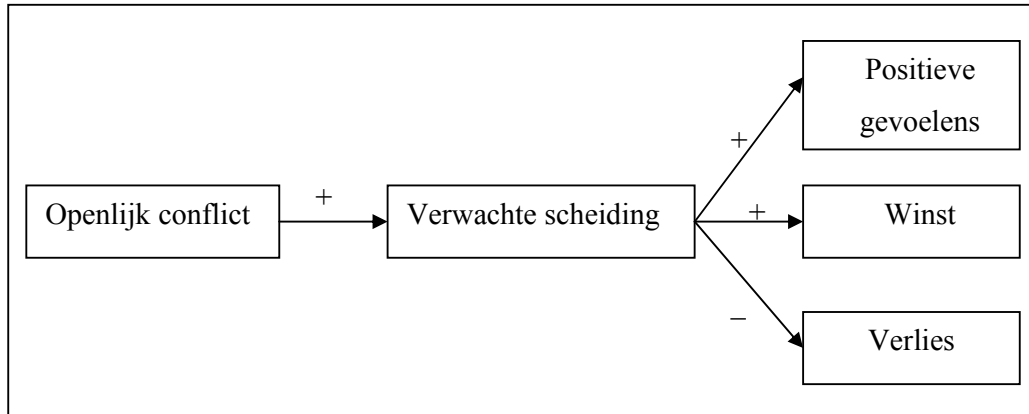 Positieve
gevoelens
+
Openlijk conflict
+
Verwachte scheiding
+
Winst
−
Verlies